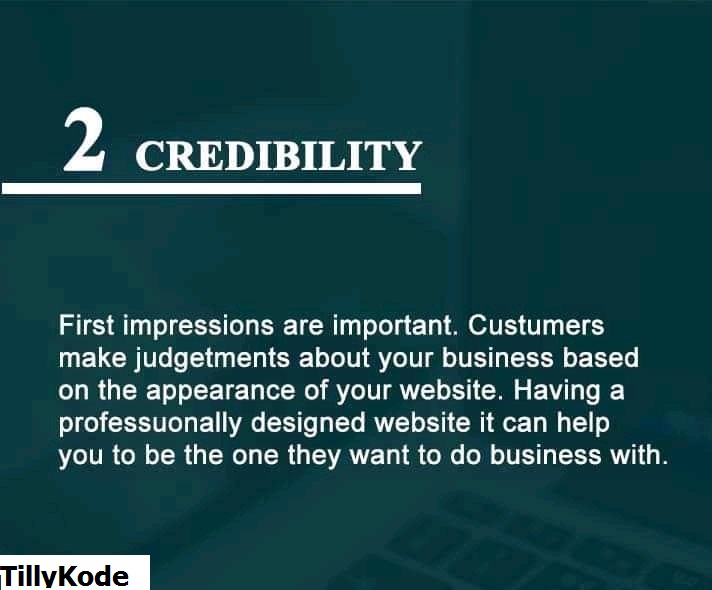 2 CREDIBILITY
First impressions are important. Custumers
make judgetments about your business based
on the appearance of your website. Having a
professuonally designed website it can help
you to be the one they want to do business with.
TillyKode